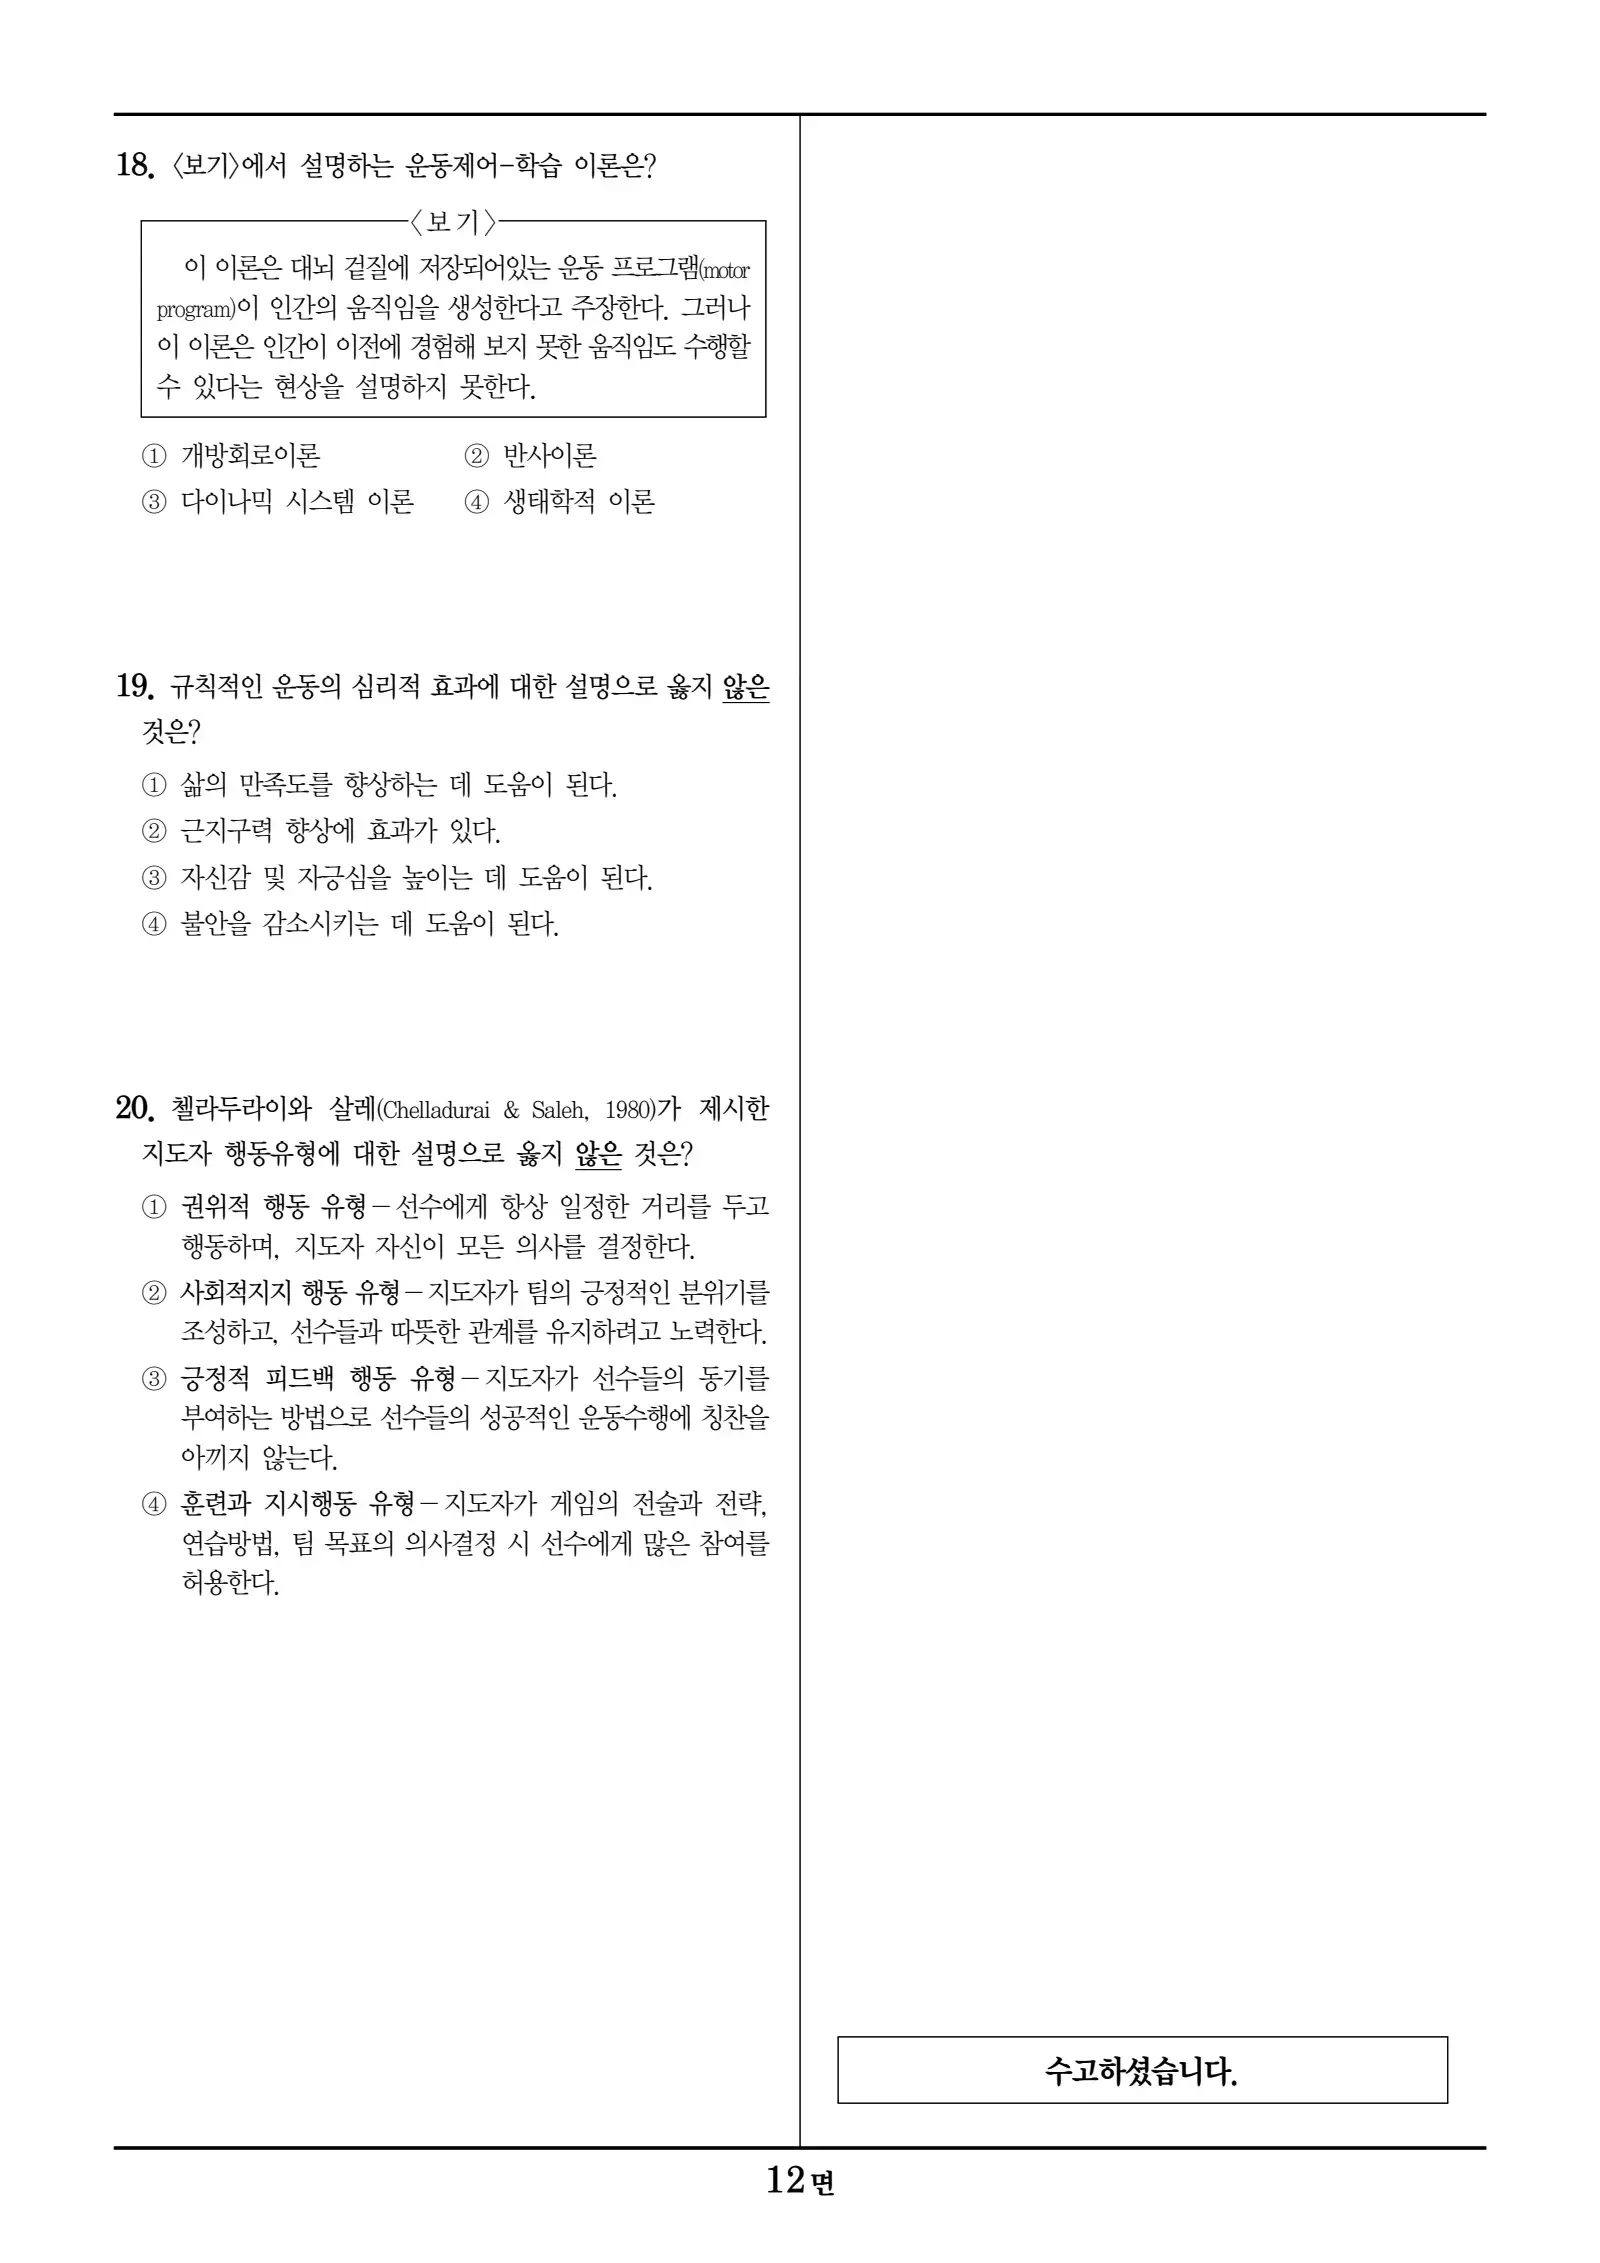 18. 〈보기〉에서 설명하는 운동제어-학습 이론은?
〈보기〉
이 이론은 대뇌 겉질에 저장되어있는 운동 프로그램(motor
program)이 인간의 움직임을 생성한다고 주장한다. 그러나
이 이론은 인간이 이전에 경험해 보지 못한 움직임도 수행할
수 있다는 현상을 설명하지 못한다.
① 개방회로이론 ② 반사이론
③ 다이나믹 시스템 이론 ④ 생태학적 이론
19. 규칙적인 운동의 심리적 효과에 대한 설명으로 옳지 않은
것은?
① 삶의 만족도를 향상하는 데 도움이 된다.
② 근지구력 향상에 효과가 있다.
③ 자신감 및 자긍심을 높이는 데 도움이 된다.
④ 불안을 감소시키는 데 도움이 된다.
20. 첼라두라이와 살레(Chelladurai & Saleh, 1980)가 제시한
지도자 행동유형에 대한 설명으로 옳지 않은 것은?
① 권위적 행동 유형－선수에게 항상 일정한 거리를 두고
행동하며, 지도자 자신이 모든 의사를 결정한다.
② 사회적지지 행동 유형－지도자가 팀의 긍정적인 분위기를
조성하고, 선수들과 따뜻한 관계를 유지하려고 노력한다.
③ 긍정적 피드백 행동 유형－지도자가 선수들의 동기를
부여하는 방법으로 선수들의 성공적인 운동수행에 칭찬을
아끼지 않는다.
④ 훈련과 지시행동 유형－지도자가 게임의 전술과 전략,
연습방법, 팀 목표의 의사결정 시 선수에게 많은 참여를
허용한다.
수고하셨습니다.
12면